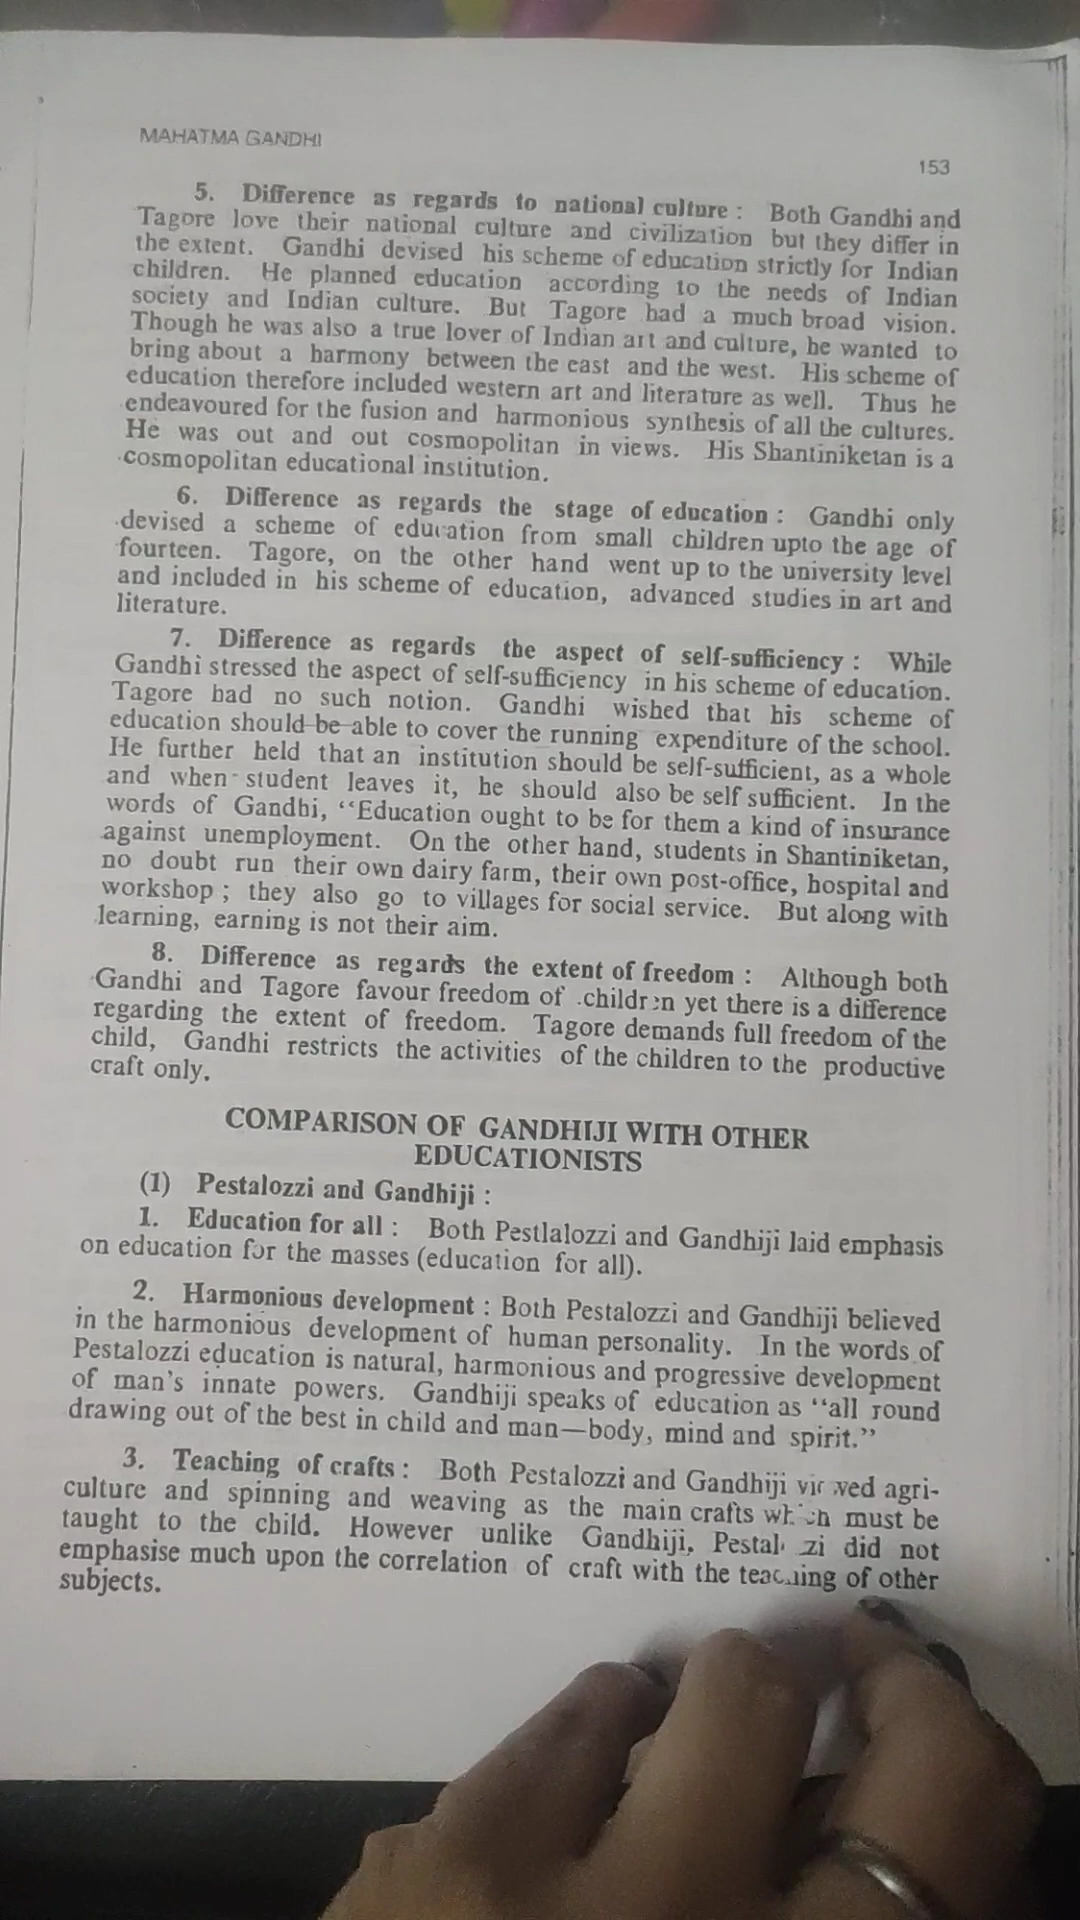 MAHATMA GANDHI
153
5. Difference as regards to national culture : Both Gandhi and
Tagore love their national culture and civilization but they differ in
the extent. Gandhi devised his scheme of education strictly for Indian
children. He planned education according to the needs of Indian
society and Indian culture. But Tagore had a much broad vision.
Though he was also a true lover of Indian art and culture, he wanted to
bring about a harmony between the east and the west. His scheme of
education therefore included western art and literature as well. Thus he
endeavoured for the fusion and harmonious synthesis of all the cultures.
He was out and out cosmopolitan in views. His Shantiniketan is a
cosmopolitan educational institution.
6. Difference as regards the stage of education : Gandhi only
devised a scheme of education from small children upto the age of
fourteen. Tagore, on the other hand went up to the university level
and included in his scheme of education, advanced studies in art and
literature.
7. Difference as regards the aspect of self-sufficiency : While
Gandhi stressed the aspect of self-sufficiency in his scheme of education.
Tagore had no such notion. Gandhi wished that his scheme of
education should be able to cover the running expenditure of the school.
He further held that an institution should be self-sufficient, as a whole
and when student leaves it, he should also be self sufficient. In the
words of Gandhi, “Education ought to be for them a kind of insurance
against unemployment. On the other hand, students in Shantiniketan,
no doubt run their own dairy farm, their own post-office, hospital and
workshop ; they also go to villages for social service. But along with
learning, earning is not their aim.
8. Difference as regards the extent of freedom : Although both
Gandhi and Tagore favour freedom of children yet there is a difference
regarding the extent of freedom. Tagore demands full freedom of the
child, Gandhi restricts the activities of the children to the productive
craft only.
COMPARISON OF GANDHIJI WITH OTHER
EDUCATIONISTS
(1) Pestalozzi and Gandhiji :
1. Education for all : Both Pestlalozzi and Gandhiji laid emphasis
on education for the masses (education for all).
2. Harmonious development : Both Pestalozzi and Gandhiji believed
in the harmonious development of human personality. In the words of
Pestalozzi education is natural, harmonious and progressive development
of man's innate powers. Gandhiji speaks of education as “all round
drawing out of the best in child and man—body, mind and spirit.”
3. Teaching of crafts : Both Pestalozzi and Gandhiji viewed agri-
culture and spinning and weaving as the main crafts which must be
taught to the child. However unlike Gandhiji, Pestalozzi did not
emphasise much upon the correlation of craft with the teaching of other
subjects.